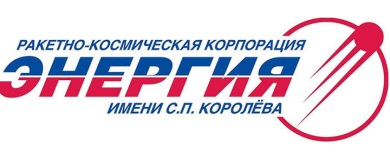 РАКЕТНО-КОСМИЧЕСКАЯ КОРПОРАЦИЯ
ЭНЕРГИЯ
ИМЕНИ С.П. КОРОЛЁВА